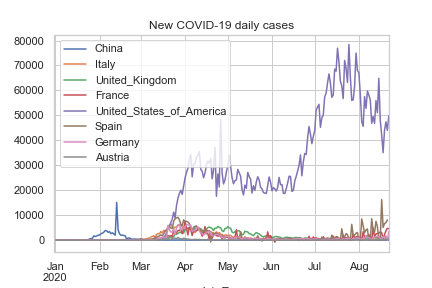 New COVID-19 daily cases
80000
70000
60000
50000
40000
30000
20000
10000
0
China
Italy
United_Kingdom
France
United_States_of_America
Spain
Germany
Austria
Jan Feb Mar Apr May Jun Jul Aug
2020